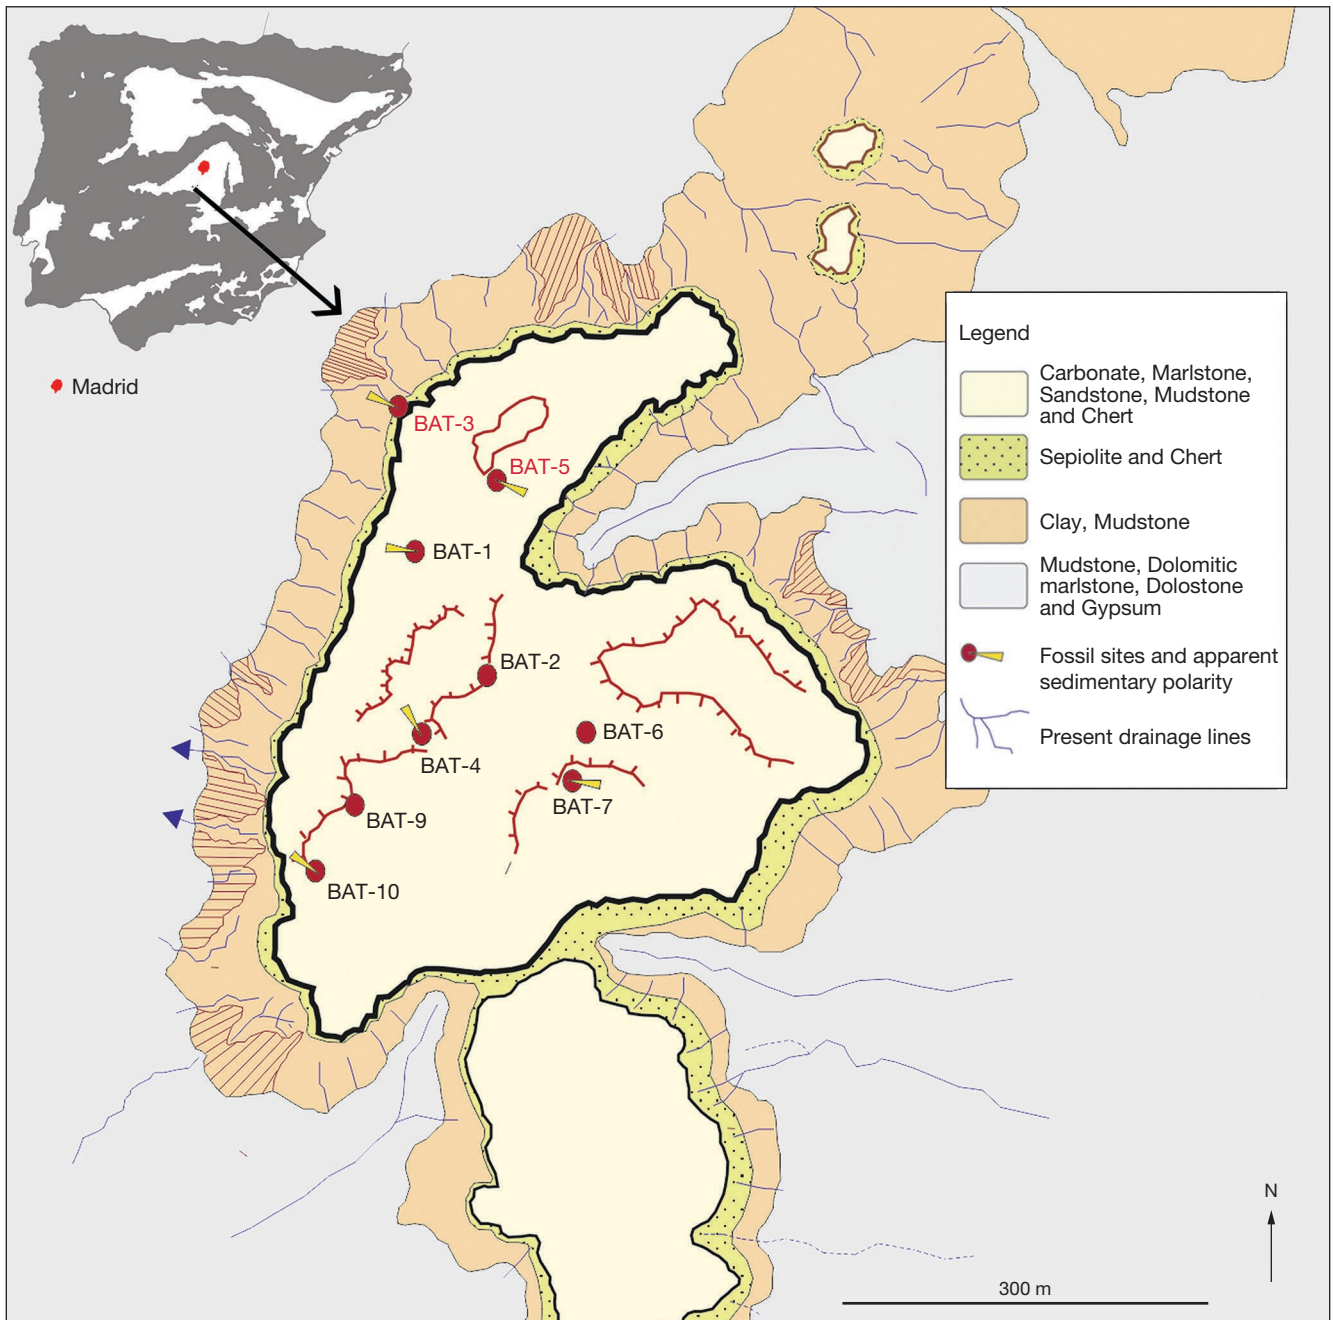 Madrid
Legend
Carbonate, Marlstone,
Sandstone, Mudstone
and Chert
Sepiolite and Chert
Clay, Mudstone
Mudstone, Dolomitic
marlstone, Dolostone
and Gypsum
Fossil sites and apparent
sedimentary polarity
Present drainage lines
BAT-3
BAT-5
BAT-1
BAT-2
BAT-6
BAT-4
BAT-7
BAT-9
BAT-10
N
300 m